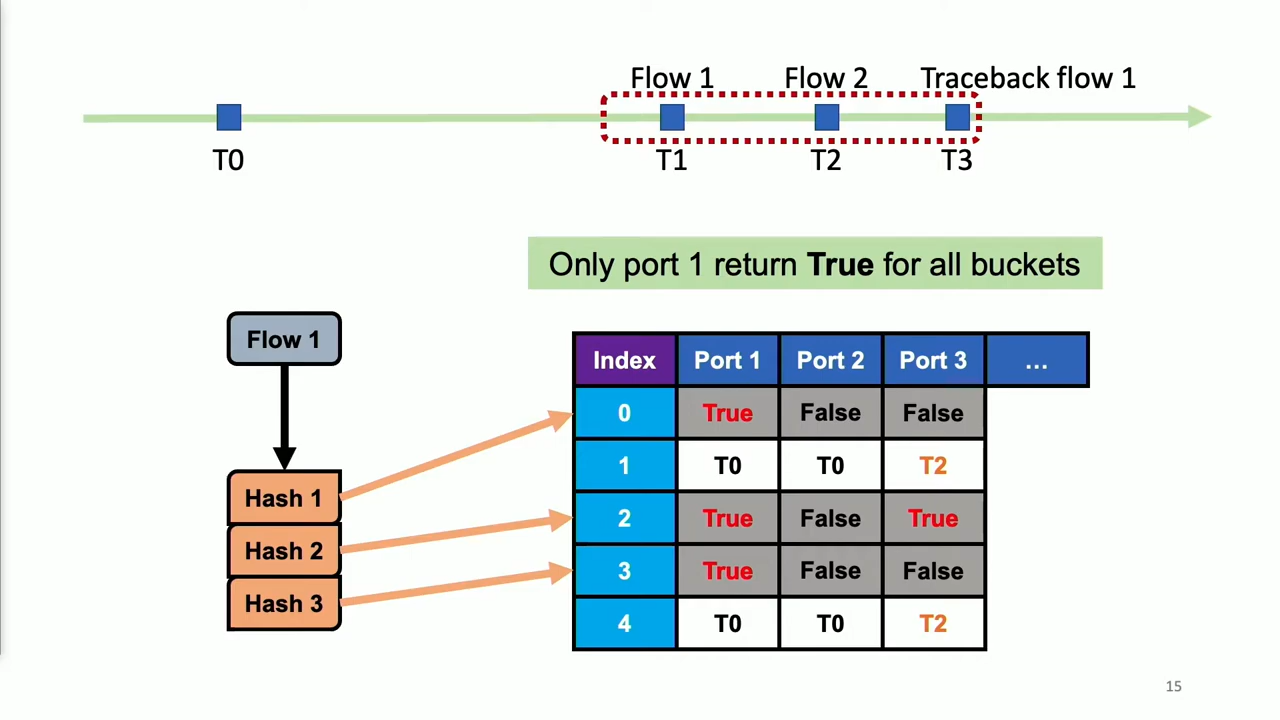 Flow 1 Flow 2 Traceback flow 1
T0 T1 T2 T3
Only port 1 return True for all buckets
Flow 1
Hash 1
Hash 2
Hash 3
Index Port 1 Port 2 Port 3 ...
0 True False False
1 T0 T0 T2
2 True False True
3 True False False
4 T0 T0 T2
15